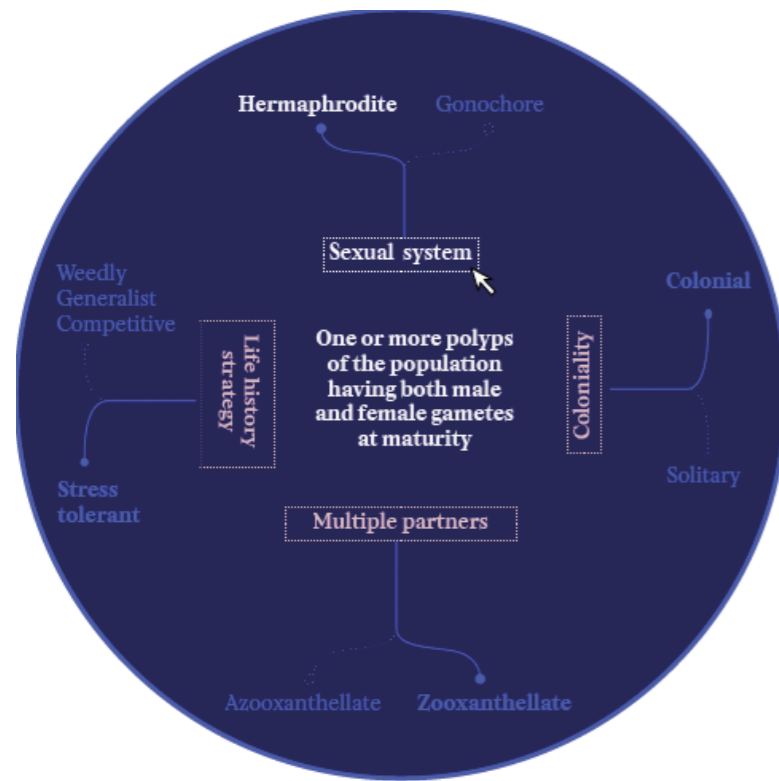 Hermaphrodite
Gonochore
Sexual system
Weedly
Generalist
Competitive
Colonial
Life history
strategy
One or more polyps
of the population
having both male
and female gametes
at maturity
Coloniality
Stress
tolerant
Solitary
Multiple partners
Azooxanthellate
Zooxanthellate